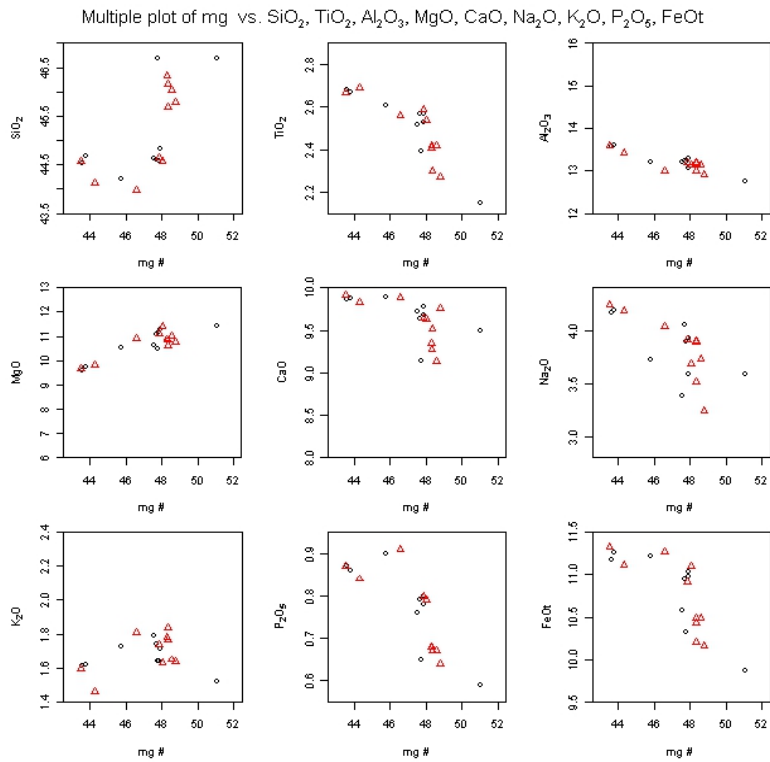 Multiple plot of mg vs. SiO₂, TiO₂, Al₂O₃, MgO, CaO, Na₂O, K₂O, P₂O₅, FeOt
SiO₂
46.5
45.5
44.5
43.5
44 46 48 50 52
mg #
TiO₂
2.8
2.6
2.4
2.2
44 46 48 50 52
mg #
Al₂O₃
16
15
14
13
12
44 46 48 50 52
mg #
MgO
13
12
11
10
9
8
7
6
44 46 48 50 52
mg #
CaO
10.0
9.5
9.0
8.5
8.0
44 46 48 50 52
mg #
Na₂O
4.0
3.5
3.0
44 46 48 50 52
mg #
K₂O
2.4
2.2
2.0
1.8
1.6
1.4
44 46 48 50 52
mg #
P₂O₅
0.9
0.8
0.7
0.6
44 46 48 50 52
mg #
FeOt
11.5
11.0
10.5
10.0
9.5
44 46 48 50 52
mg #